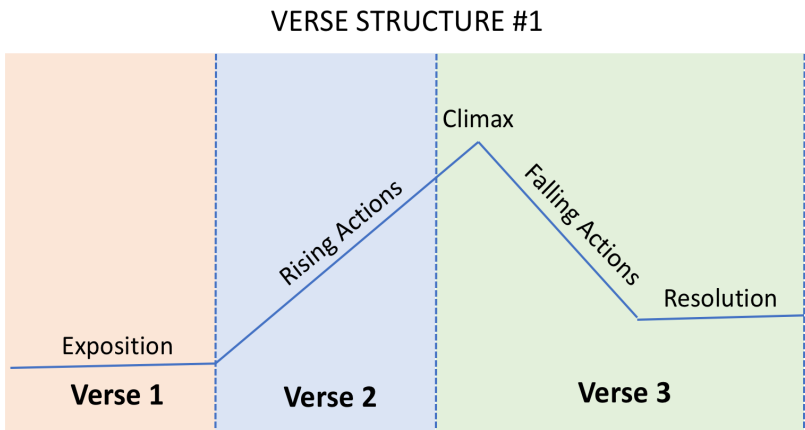 VERSE STRUCTURE #1
Climax
Rising Actions
Falling Actions
Resolution
Exposition
Verse 1
Verse 2
Verse 3